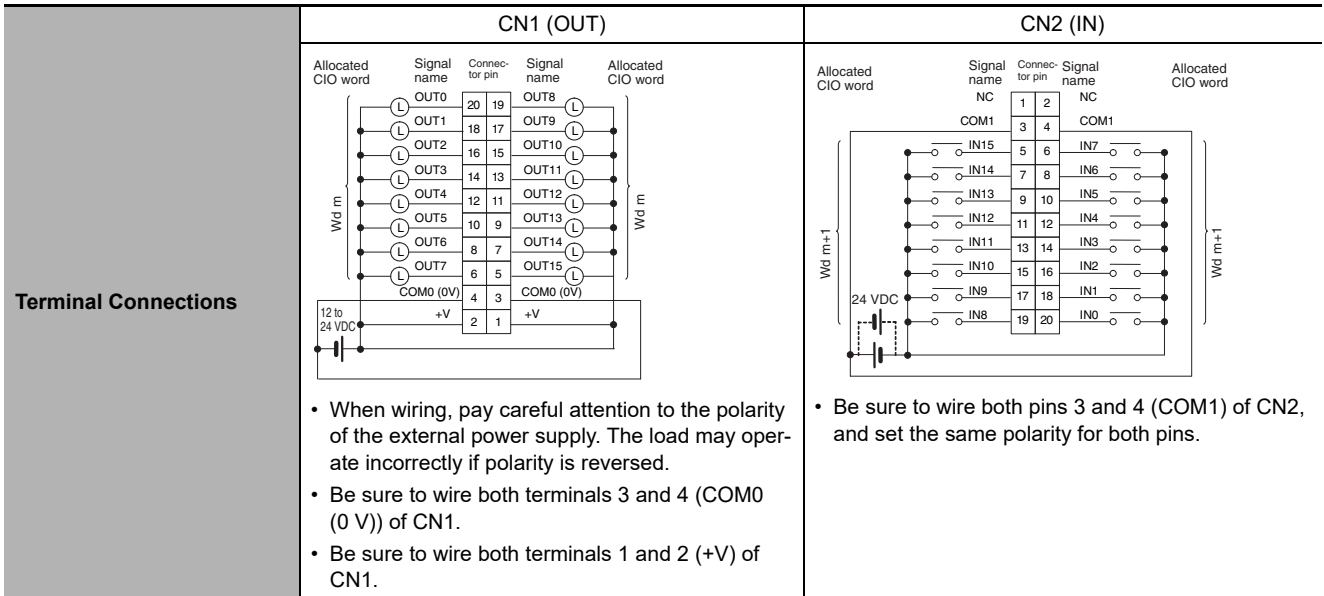 CN1 (OUT)
CN2 (IN)
Terminal Connections
Allocated
CIO word
Signal
name
Connec-
tor pin
Signal
name
Allocated
CIO word
OUT0 20 19 OUT8
L L
OUT1 18 17 OUT9
L L
OUT2 16 15 OUT10
L L
OUT3 14 13 OUT11
L L
OUT4 12 11 OUT12
L L
OUT5 10 9 OUT13
L L
OUT6 8 7 OUT14
L L
OUT7 6 5 OUT15
L L
COM0 (0V) 4 3 COM0 (0V)
+V 2 1 +V
Wd m
Wd m
12 to
24 VDC
• When wiring, pay careful attention to the polarity
of the external power supply. The load may oper-
ate incorrectly if polarity is reversed.
• Be sure to wire both terminals 3 and 4 (COM0
(0 V)) of CN1.
• Be sure to wire both terminals 1 and 2 (+V) of
CN1.
Allocated
CIO word
Signal
name
Connec-
tor pin
Signal
name
Allocated
CIO word
NC 1 2 NC
COM1 3 4 COM1
IN15 5 6 IN7
IN14 7 8 IN6
IN13 9 10 IN5
IN12 11 12 IN4
IN11 13 14 IN3
IN10 15 16 IN2
IN9 17 18 IN1
IN8 19 20 IN0
Wd m+1
Wd m+1
24 VDC
• Be sure to wire both pins 3 and 4 (COM1) of CN2,
and set the same polarity for both pins.